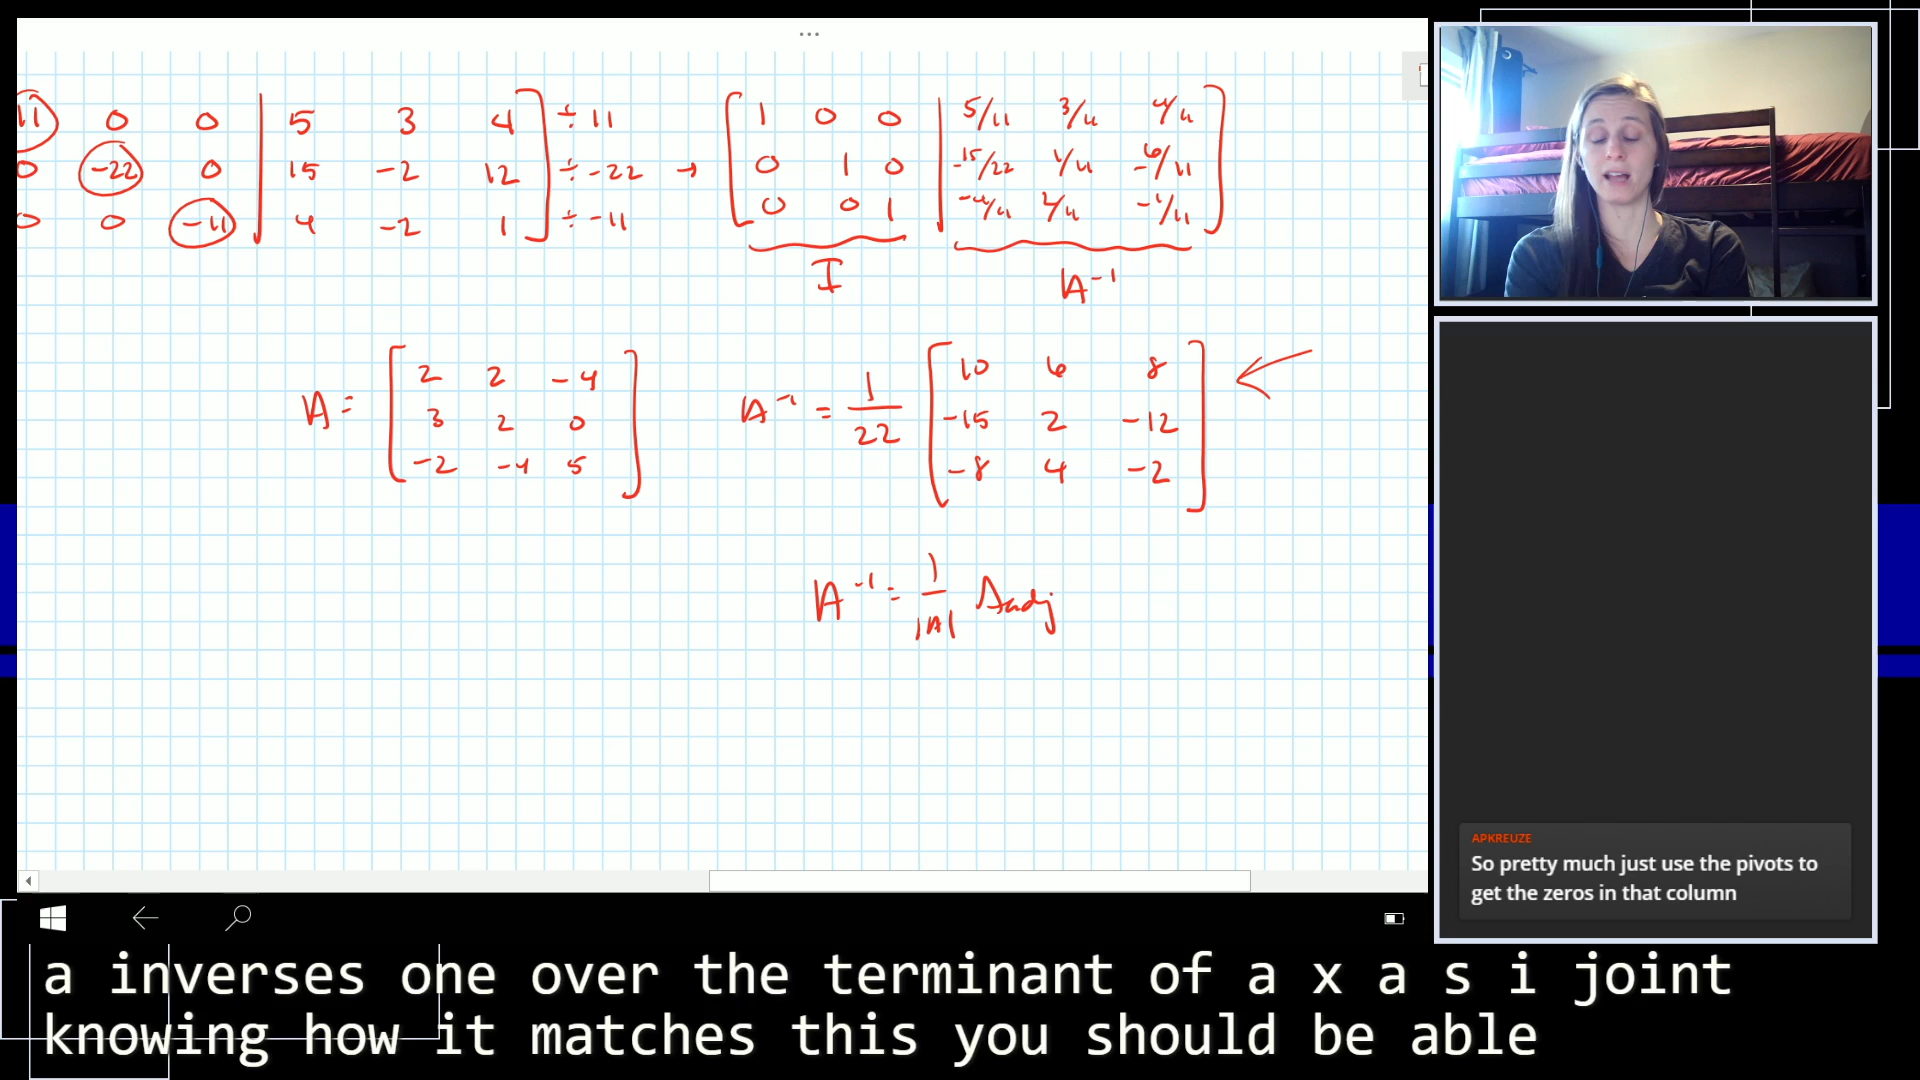 11 0 0 | 5 3 4 ] ÷ 11
0 -22 0 | 15 -2 12 ] ÷ -22 →
0 0 -11 | 4 -2 1 ] ÷ -11
[ 1 0 0 | 5/11 3/11 4/11 ]
[ 0 1 0 | -15/22 1/11 -6/11 ]
[ 0 0 1 | -4/11 2/11 -1/11 ]
I A⁻¹
A = [ 2 2 -4
3 2 0
-2 -4 5 ]
A⁻¹ = 1/22 [ 10 6 8
-15 2 -12
-8 4 -2 ]
A⁻¹ = 1/|A| Aadj
APKREUZE
So pretty much just use the pivots to
get the zeros in that column
a inverses one over the terminant of a x a s i joint
knowing how it matches this you should be able